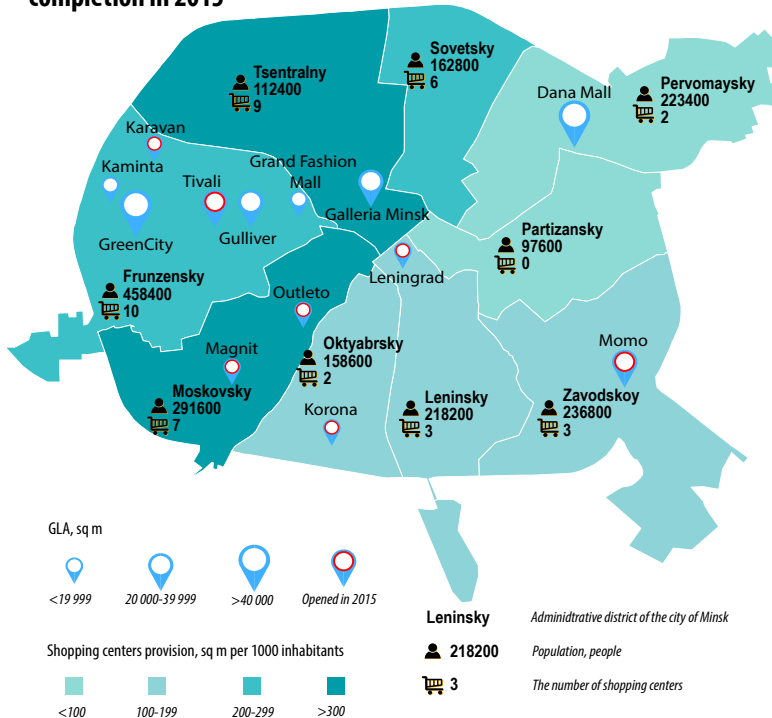 completion in 2015
Tsentralny
112400
9
Sovetsky
162800
6
Dana Mall
Pervomaysky
223400
2
Karavan
Kaminta
Tivali
Grand Fashion
Mall
GreenCity
Gulliver
Galleria Minsk
Partizansky
97600
0
Leningrad
Frunzensky
458400
10
Outleto
Magnit
Oktyabrsky
158600
2
Momo
Moskovsky
291600
7
Korona
Leninsky
218200
3
Zavodskoy
236800
3
GLA, sq m
<19 999
20 000-39 999
>40 000
Opened in 2015
Leninsky
Adminidtrative district of the city of Minsk
218200
Population, people
3
The number of shopping centers
Shopping centers provision, sq m per 1000 inhabitants
<100
100-199
200-299
>300